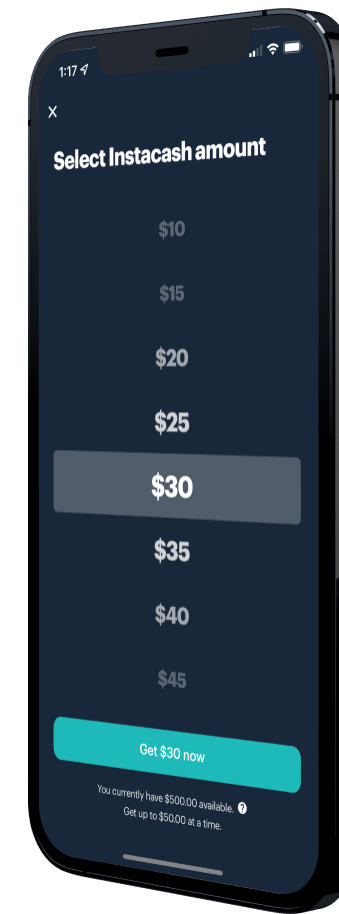 1:17
X
Select Instacash amount
$10
$15
$20
$25
$30
$35
$40
$45
Get $30 now
You currently have $500.00 available. ?
Get up to $50.00 at a time.